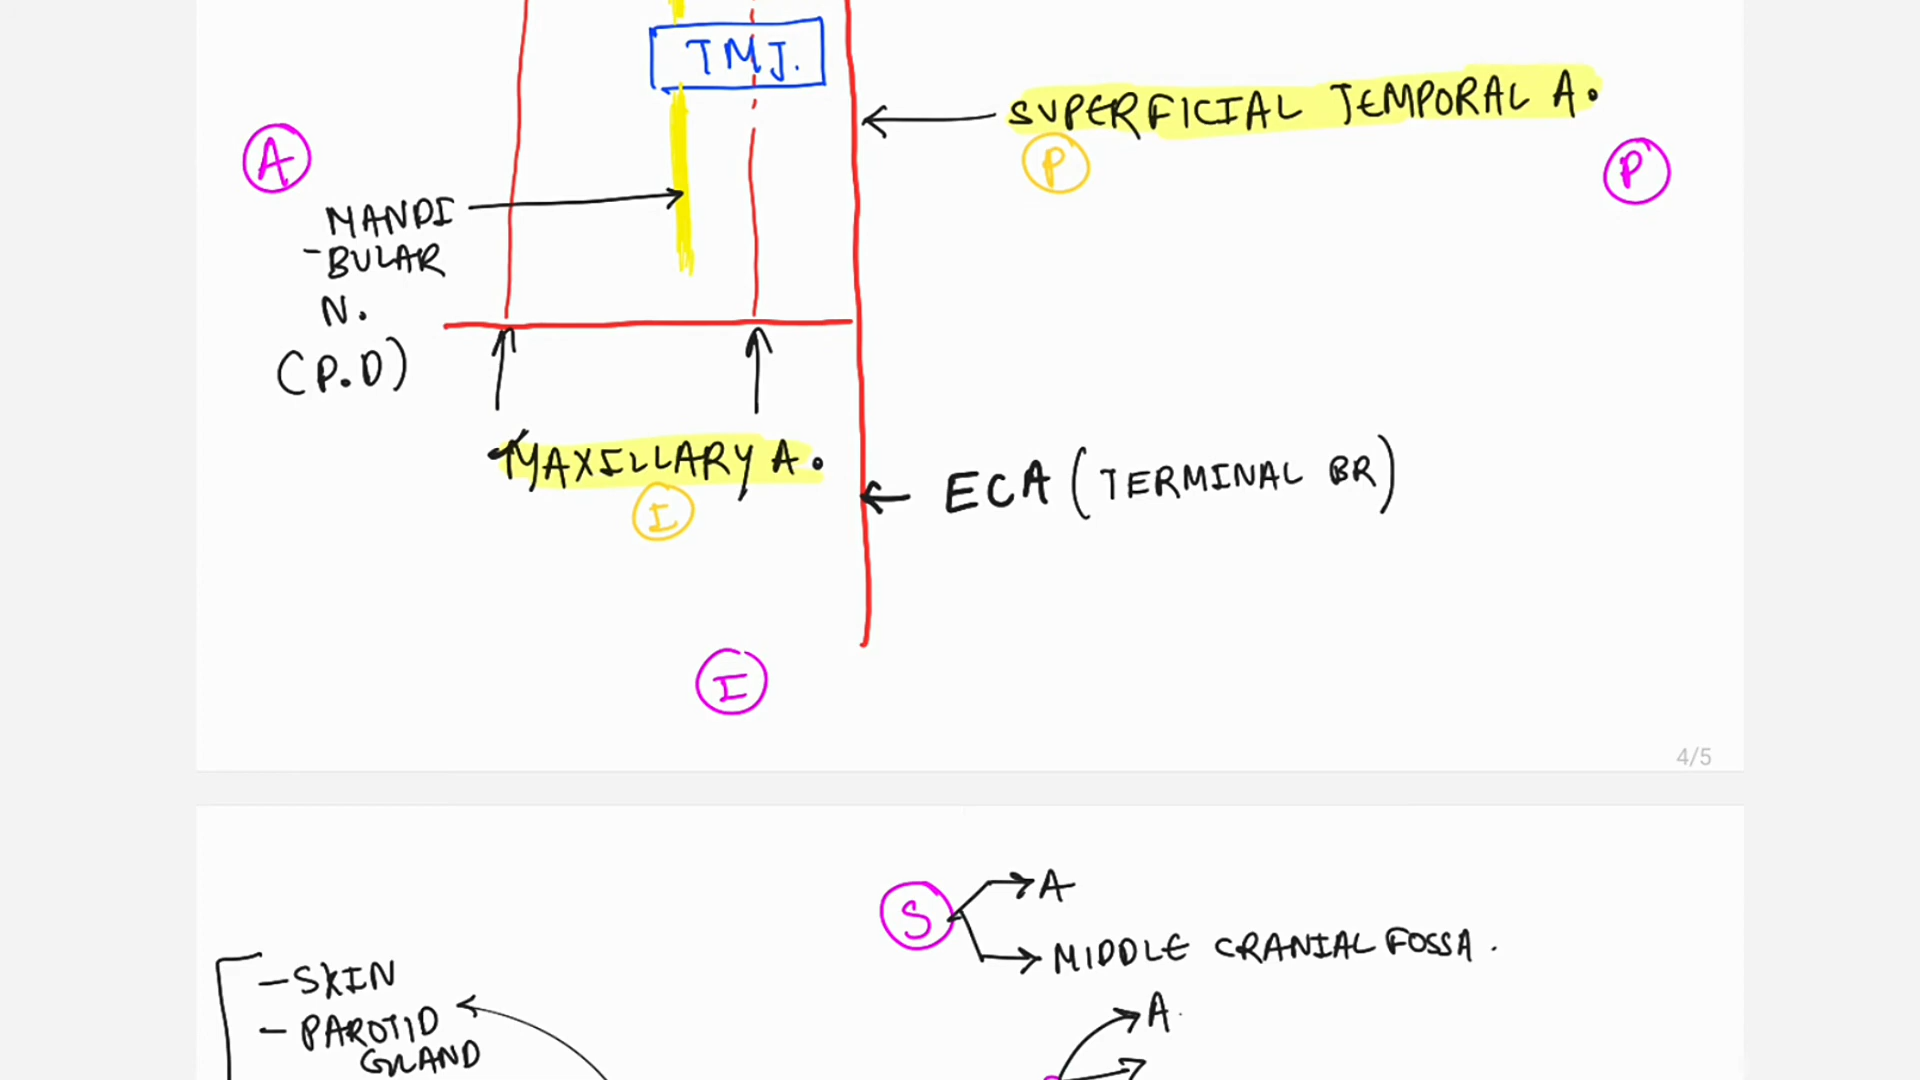 TMJ.
SUPERFICIAL TEMPORAL A.
P
A
P
MANDI
-BULAR
N.
(P.D)
MAXILLARY A.
I
ECA (TERMINAL BR)
I
4/5
S
A
MIDDLE CRANIAL FOSSA.
- SKIN
- PAROTID
GLAND
A.